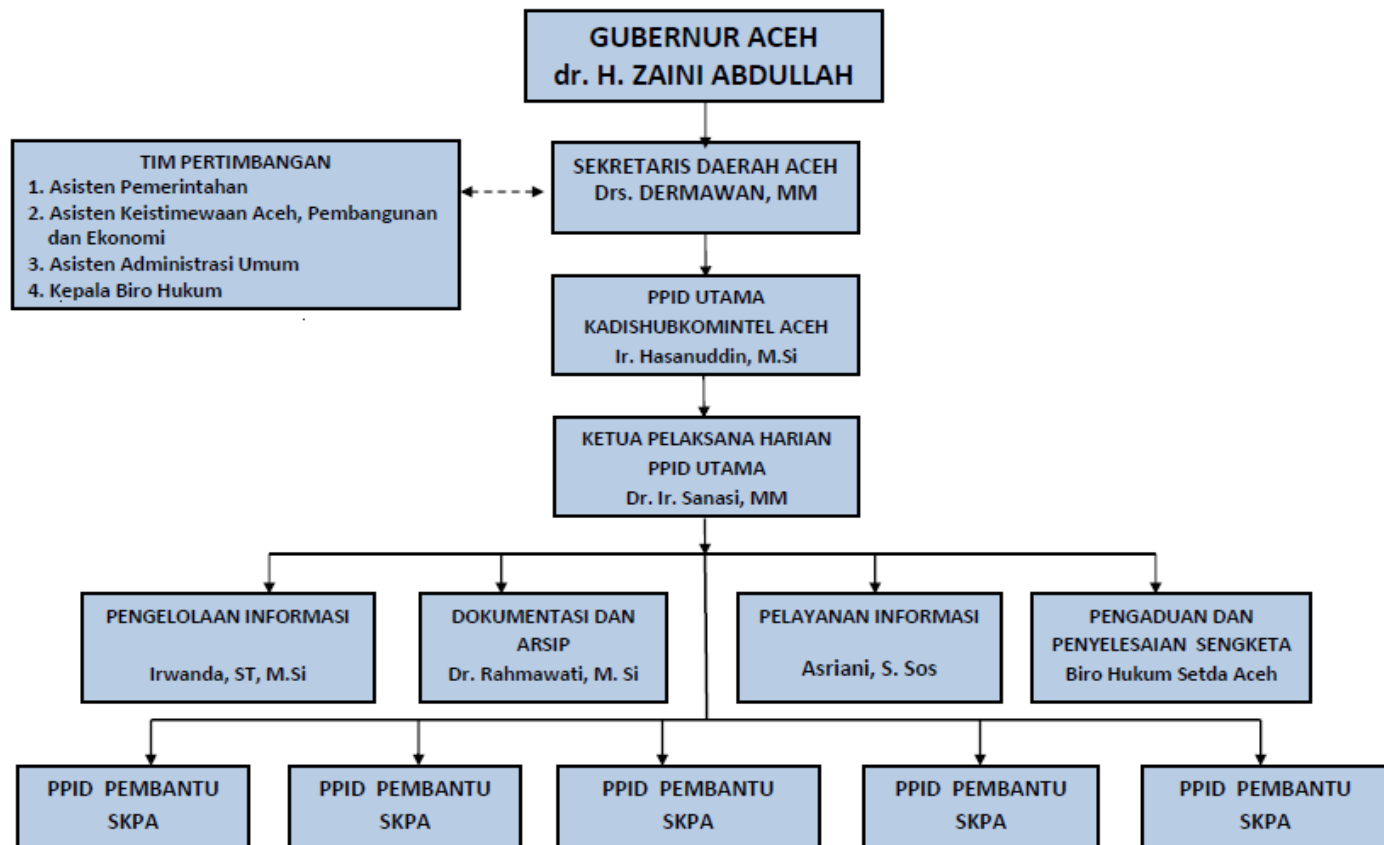 GUBERNUR ACEH
dr. H. ZAINI ABDULLAH
TIM PERTIMBANGAN
1. Asisten Pemerintahan
2. Asisten Keistimewaan Aceh, Pembangunan
dan Ekonomi
3. Asisten Administrasi Umum
4. Kepala Biro Hukum
SEKRETARIS DAERAH ACEH
Drs. DERMAWAN, MM
PPID UTAMA
KADISHUBKOMINTEL ACEH
Ir. Hasanuddin, M.Si
KETUA PELAKSANA HARIAN
PPID UTAMA
Dr. Ir. Sanasi, MM
PENGELOLAAN INFORMASI
Irwanda, ST, M.Si
DOKUMENTASI DAN
ARSIP
Dr. Rahmawati, M. Si
PELAYANAN INFORMASI
Asriani, S. Sos
PENGADUAN DAN
PENYELESAIAN SENGKETA
Biro Hukum Setda Aceh
PPID PEMBANTU
SKPA
PPID PEMBANTU
SKPA
PPID PEMBANTU
SKPA
PPID PEMBANTU
SKPA
PPID PEMBANTU
SKPA